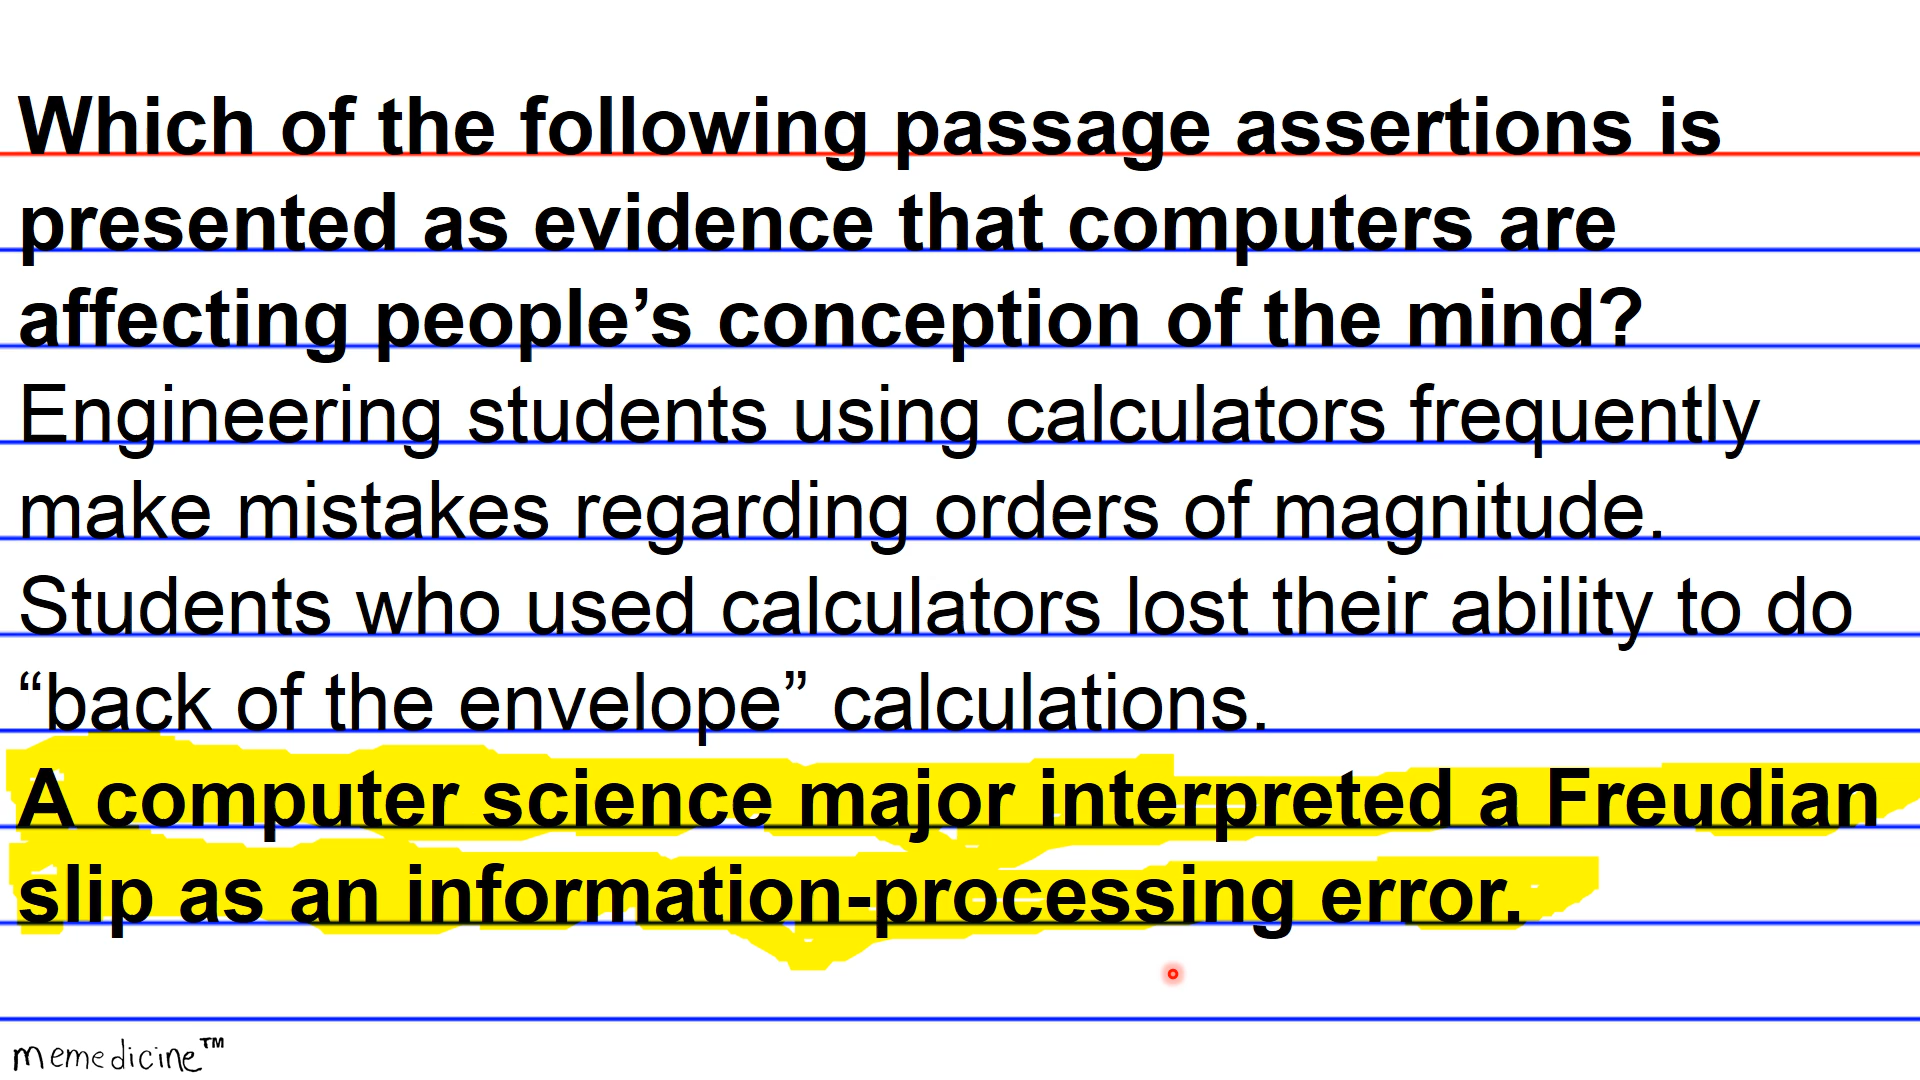 Which of the following passage assertions is
presented as evidence that computers are
affecting people’s conception of the mind?
Engineering students using calculators frequently
make mistakes regarding orders of magnitude.
Students who used calculators lost their ability to do
“back of the envelope” calculations.
A computer science major interpreted a Freudian
slip as an information-processing error.
memedicine™